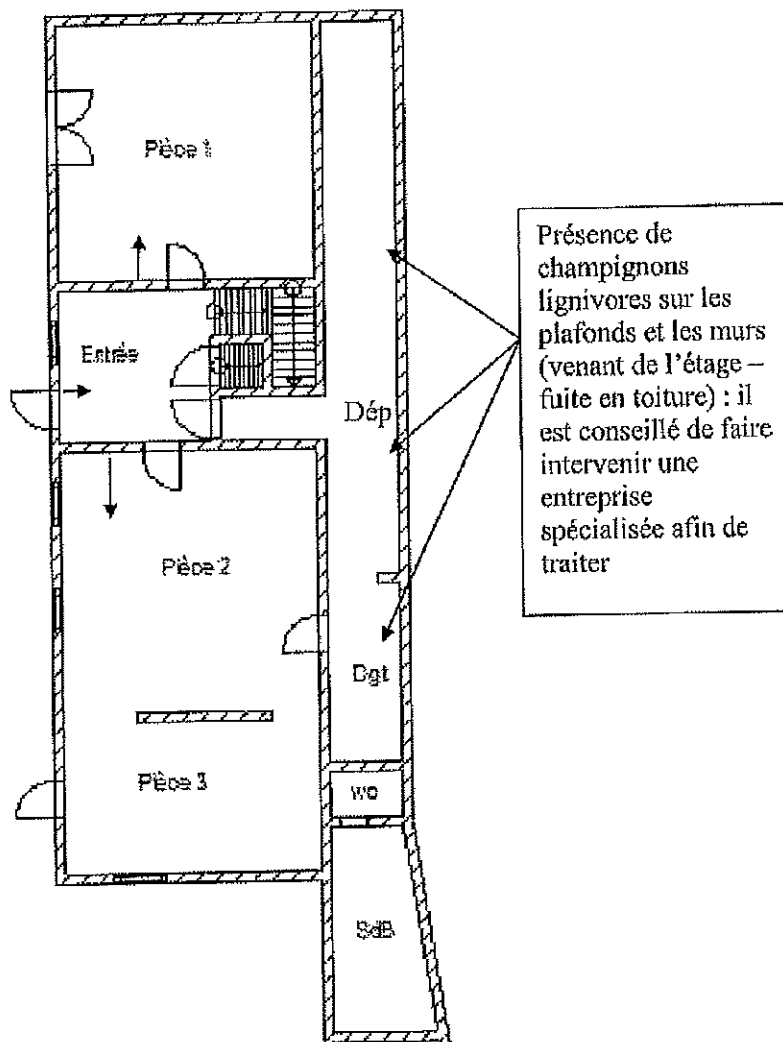 Pièce 1
Entrée
Dép
Pièce 2
Dgt
Pièce 3
wc
SdB
Présence de
champignons
lignivores sur les
plafonds et les murs
(venant de l'étage –
fuite en toiture) : il
est conseillé de faire
intervenir une
entreprise
spécialisée afin de
traiter